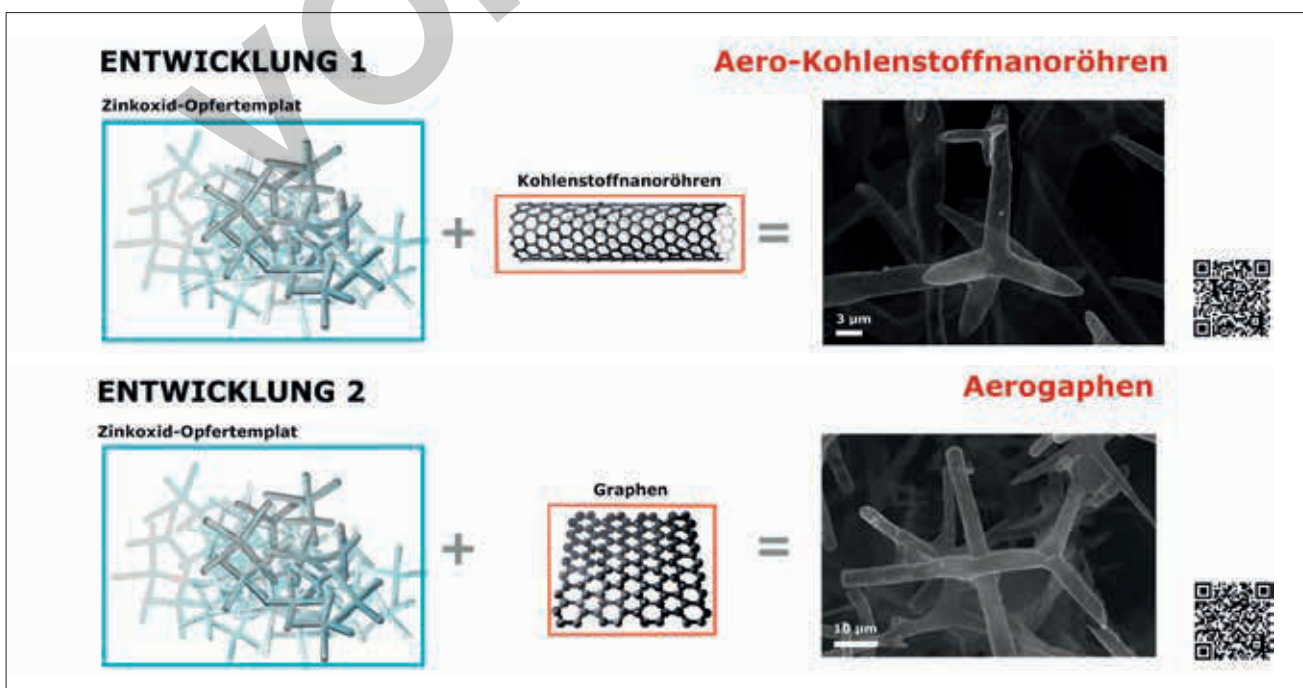 ENTWICKLUNG 1
Aero-Kohlenstoffnanoröhren
Zinkoxid-Opfertemplat
Kohlenstoffnanoröhren
+
=
3 µm
ENTWICKLUNG 2
Aerogaphen
Zinkoxid-Opfertemplat
Graphen
+
=
10 µm